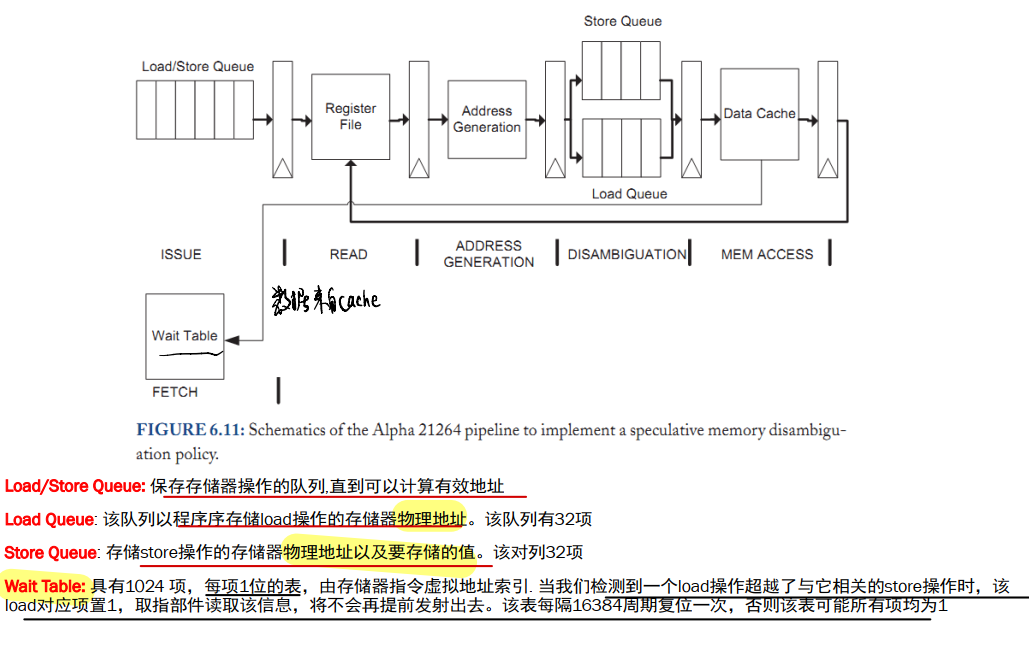 Store Queue
Load/Store Queue
Register
File
Address
Generation
Data Cache
Load Queue
ISSUE
READ
ADDRESS
GENERATION
DISAMBIGUATION
MEM ACCESS
数据来自cache
Wait Table
FETCH
FIGURE 6.11: Schematics of the Alpha 21264 pipeline to implement a speculative memory disambigu-
ation policy.
Load/Store Queue: 保存存储器操作的队列,直到可以计算有效地址
Load Queue: 该队列以程序序存储load操作的存储器物理地址。该队列有32项
Store Queue: 存储store操作的存储器物理地址以及要存储的值。该对列32项
Wait Table: 具有1024 项，每项1位的表，由存储器指令虚拟地址索引. 当我们检测到一个load操作超越了与它相关的store操作时，该
load对应项置1，取指部件读取该信息，将不会再提前发射出去。该表每隔16384周期复位一次，否则该表可能所有项均为1